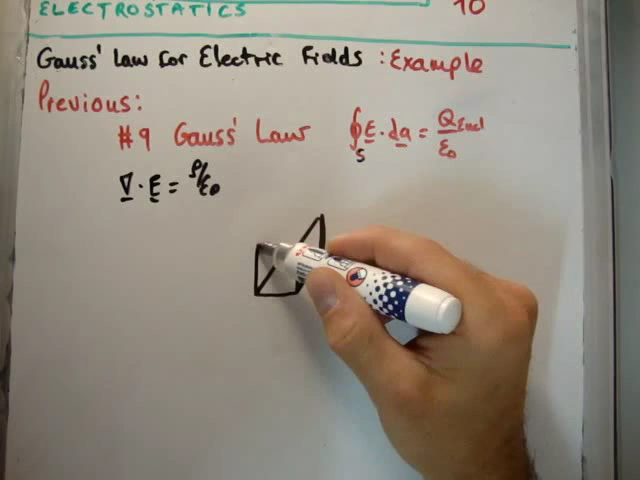 ELECTROSTATICS 10
Gauss' Law for Electric Fields : Example
Previous:
#9 Gauss' Law ∮S E · da = QEncl/ε0
∇ · E = ρ/ε0